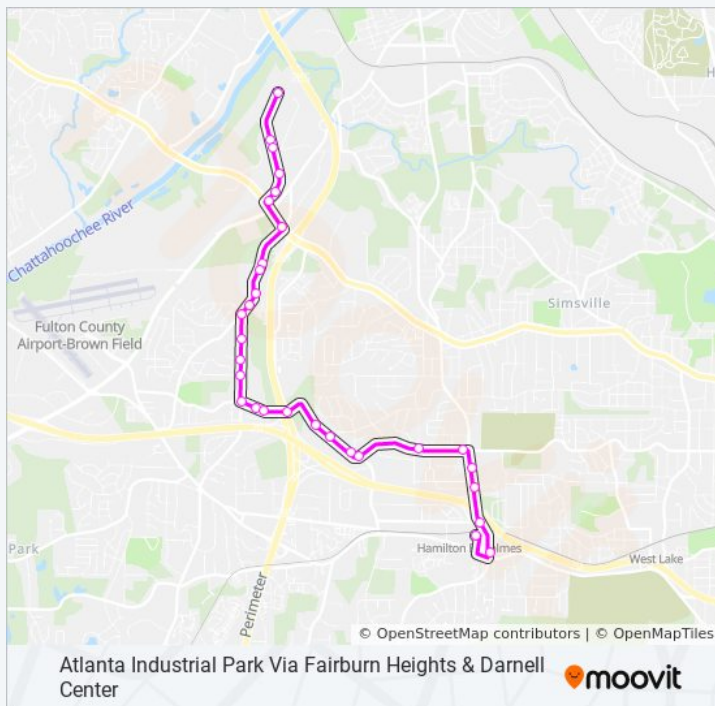 Chattahoochee River
Simsville
Fulton County
Airport-Brown Field
Park
Hamilton
mes
West Lake
Perimeter
© OpenStreetMap contributors | © OpenMapTiles
Atlanta Industrial Park Via Fairburn Heights & Darnell
Center
moovit